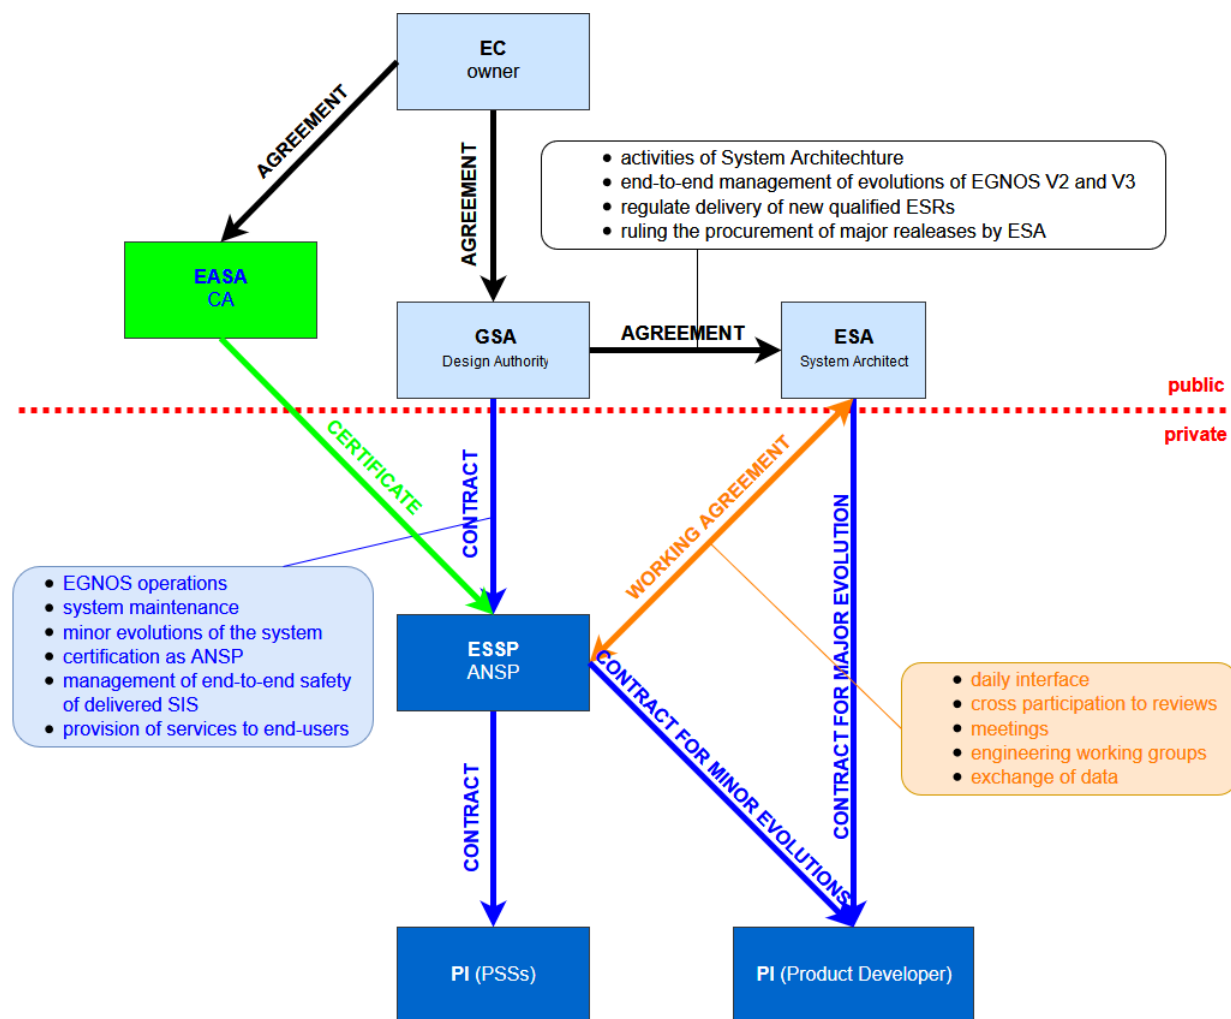 EC
owner
AGREEMENT
AGREEMENT
• activities of System Architechture
• end-to-end management of evolutions of EGNOS V2 and V3
• regulate delivery of new qualified ESRs
• ruling the procurement of major realeases by ESA
EASA
CA
GSA
Design Authority
AGREEMENT
ESA
System Architect
public
private
CERTIFICATE
CONTRACT
WORKING AGREEMENT
CONTRACT FOR MAJOR EVOLUTION
• EGNOS operations
• system maintenance
• minor evolutions of the system
• certification as ANSP
• management of end-to-end safety
of delivered SIS
• provision of services to end-users
ESSP
ANSP
CONTRACT FOR MINOR EVOLUTIONS
• daily interface
• cross participation to reviews
• meetings
• engineering working groups
• exchange of data
CONTRACT
PI (PSSs)
PI (Product Developer)